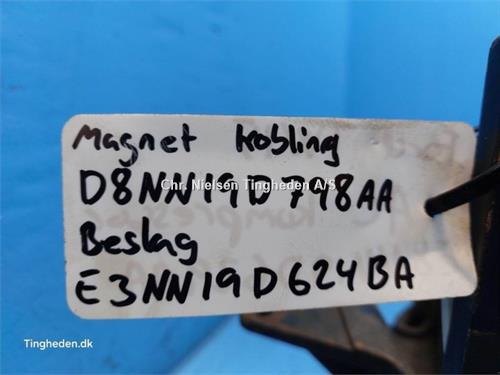 Magnet kobling
D8NN19D798AA
Chr. Nielsen Tingheden A/S
Beslag
E3NN19D624BA
Tingheden.dk